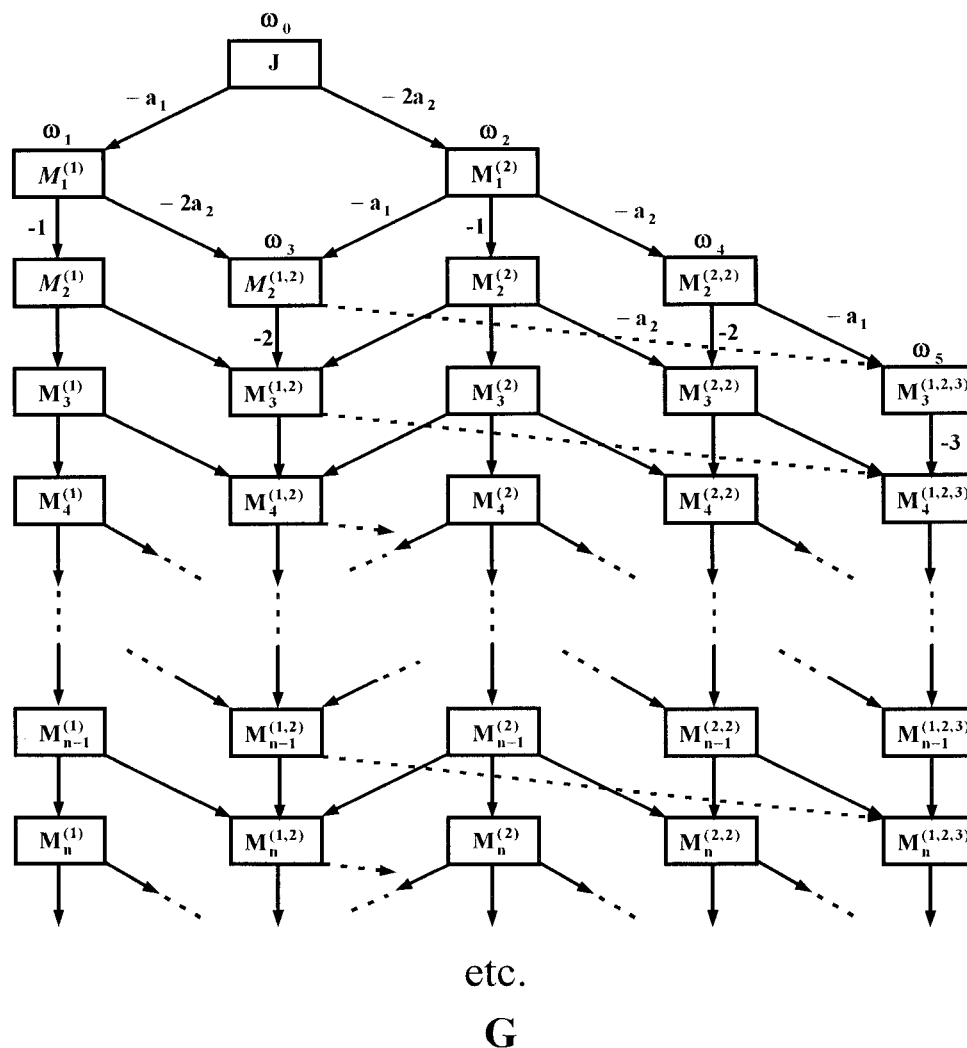 ω₀
J
– a₁ – 2a₂
ω₁ ω₂
M₁⁽¹⁾ M₁⁽²⁾
-1 – 2a₂ – a₁ -1 – a₂
ω₃ ω₄
M₂⁽¹⁾ M₂⁽¹,²⁾ M₂⁽²⁾ M₂⁽²,²⁾
-2 – a₂ -2 – a₁
ω₅
M₃⁽¹⁾ M₃⁽¹,²⁾ M₃⁽²⁾ M₃⁽²,²⁾ M₃⁽¹,²,³⁾
-3
M₄⁽¹⁾ M₄⁽¹,²⁾ M₄⁽²⁾ M₄⁽²,²⁾ M₄⁽¹,²,³⁾
Mₙ₋₁⁽¹⁾ Mₙ₋₁⁽¹,²⁾ Mₙ₋₁⁽²⁾ Mₙ₋₁⁽²,²⁾ Mₙ₋₁⁽¹,²,³⁾
Mₙ⁽¹⁾ Mₙ⁽¹,²⁾ Mₙ⁽²⁾ Mₙ⁽²,²⁾ Mₙ⁽¹,²,³⁾
etc.
G